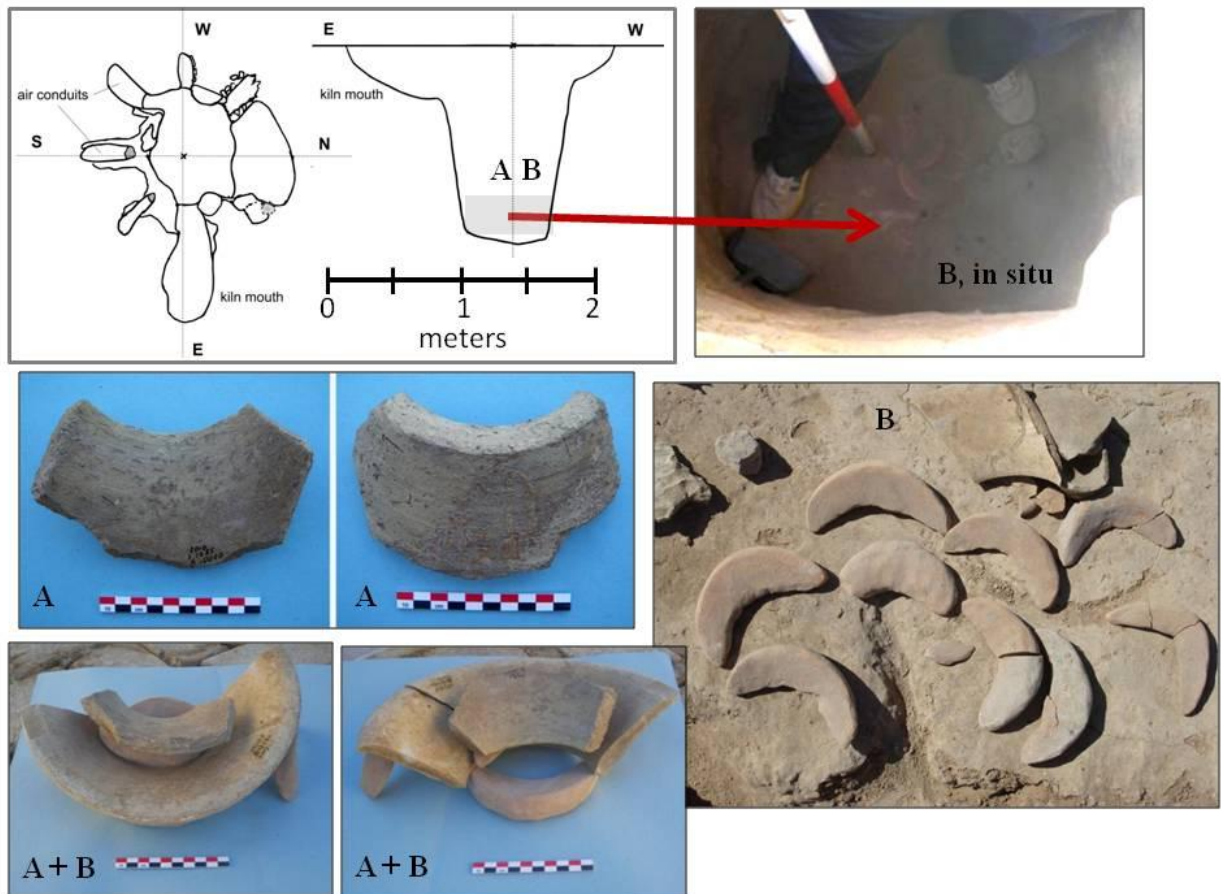 W
air conduits
S
N
kiln mouth
E
E
W
kiln mouth
A B
0
1
2
meters
B, in situ
A
A
B
A + B
A + B